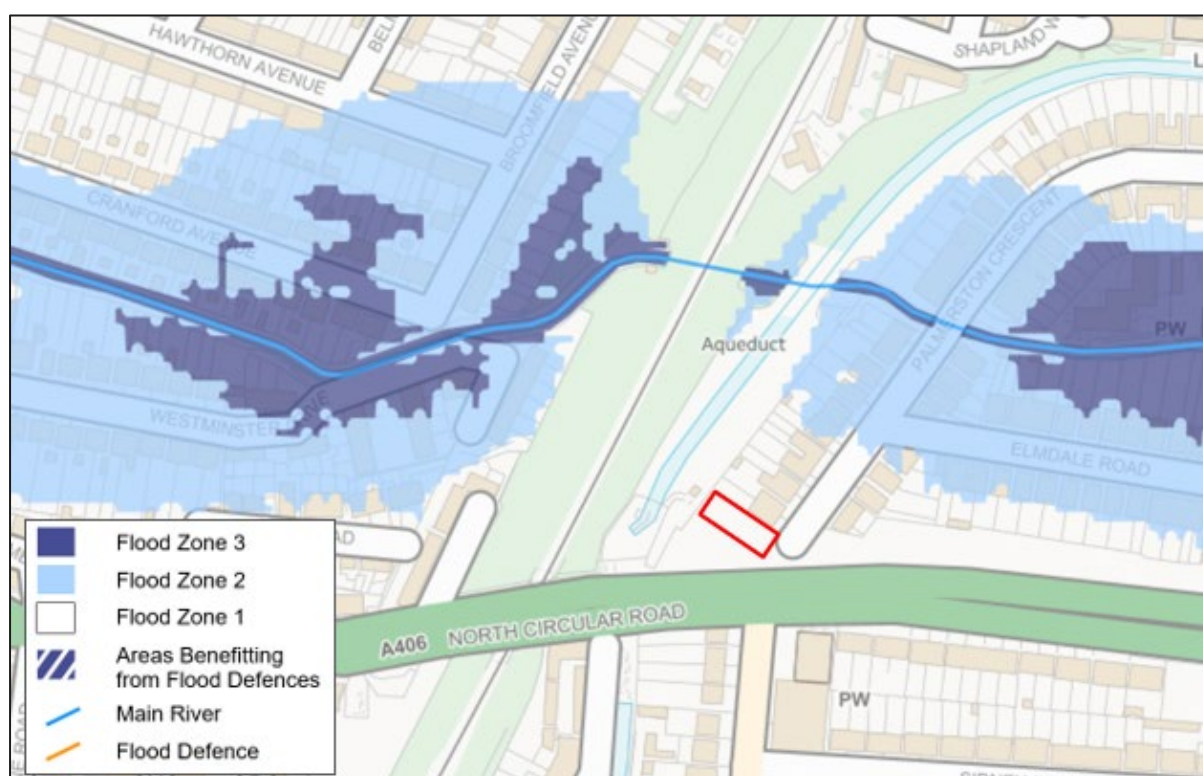 HAWTHORN AVENUE
BROOMFIELD AVENU
SHAPLAND W
CRANFORD AVENUE
PALMERSTON CRESCENT
PW
Aqueduct
WESTMINSTER
ELMDALE ROAD
Flood Zone 3
Flood Zone 2
Flood Zone 1
Areas Benefitting
from Flood Defences
Main River
Flood Defence
A406 NORTH CIRCULAR ROAD
PW